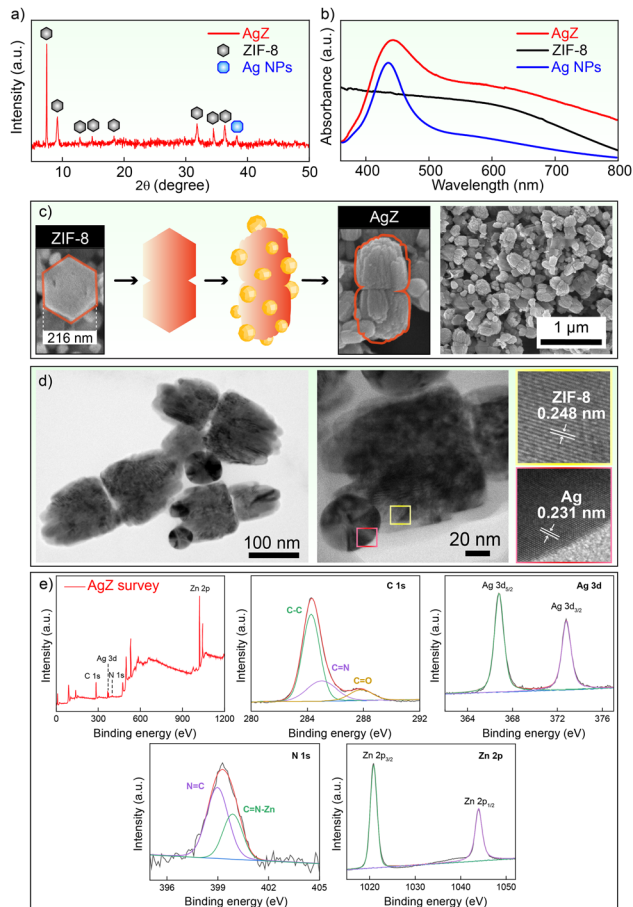 a)
AgZ
ZIF-8
Ag NPs
Intensity (a.u.)
10 20 30 40 50
2θ (degree)
b)
AgZ
ZIF-8
Ag NPs
Absorbance (a.u.)
400 500 600 700 800
Wavelength (nm)
c)
ZIF-8
216 nm
AgZ
1 µm
d)
100 nm
20 nm
ZIF-8
0.248 nm
Ag
0.231 nm
e)
AgZ survey
Zn 2p
Ag 3d
C 1s
N 1s
Intensity (a.u.)
0 200 400 600 800 1000 1200
Binding energy (eV)
C 1s
C-C
C=N
C=O
Intensity (a.u.)
280 284 288 292
Binding energy (eV)
Ag 3d
Ag 3d5/2
Ag 3d3/2
Intensity (a.u.)
364 368 372 376
Binding energy (eV)
N 1s
N=C
C=N-Zn
Intensity (a.u.)
396 399 402 405
Binding energy (eV)
Zn 2p
Zn 2p3/2
Zn 2p1/2
Intensity (a.u.)
1020 1030 1040 1050
Binding energy (eV)